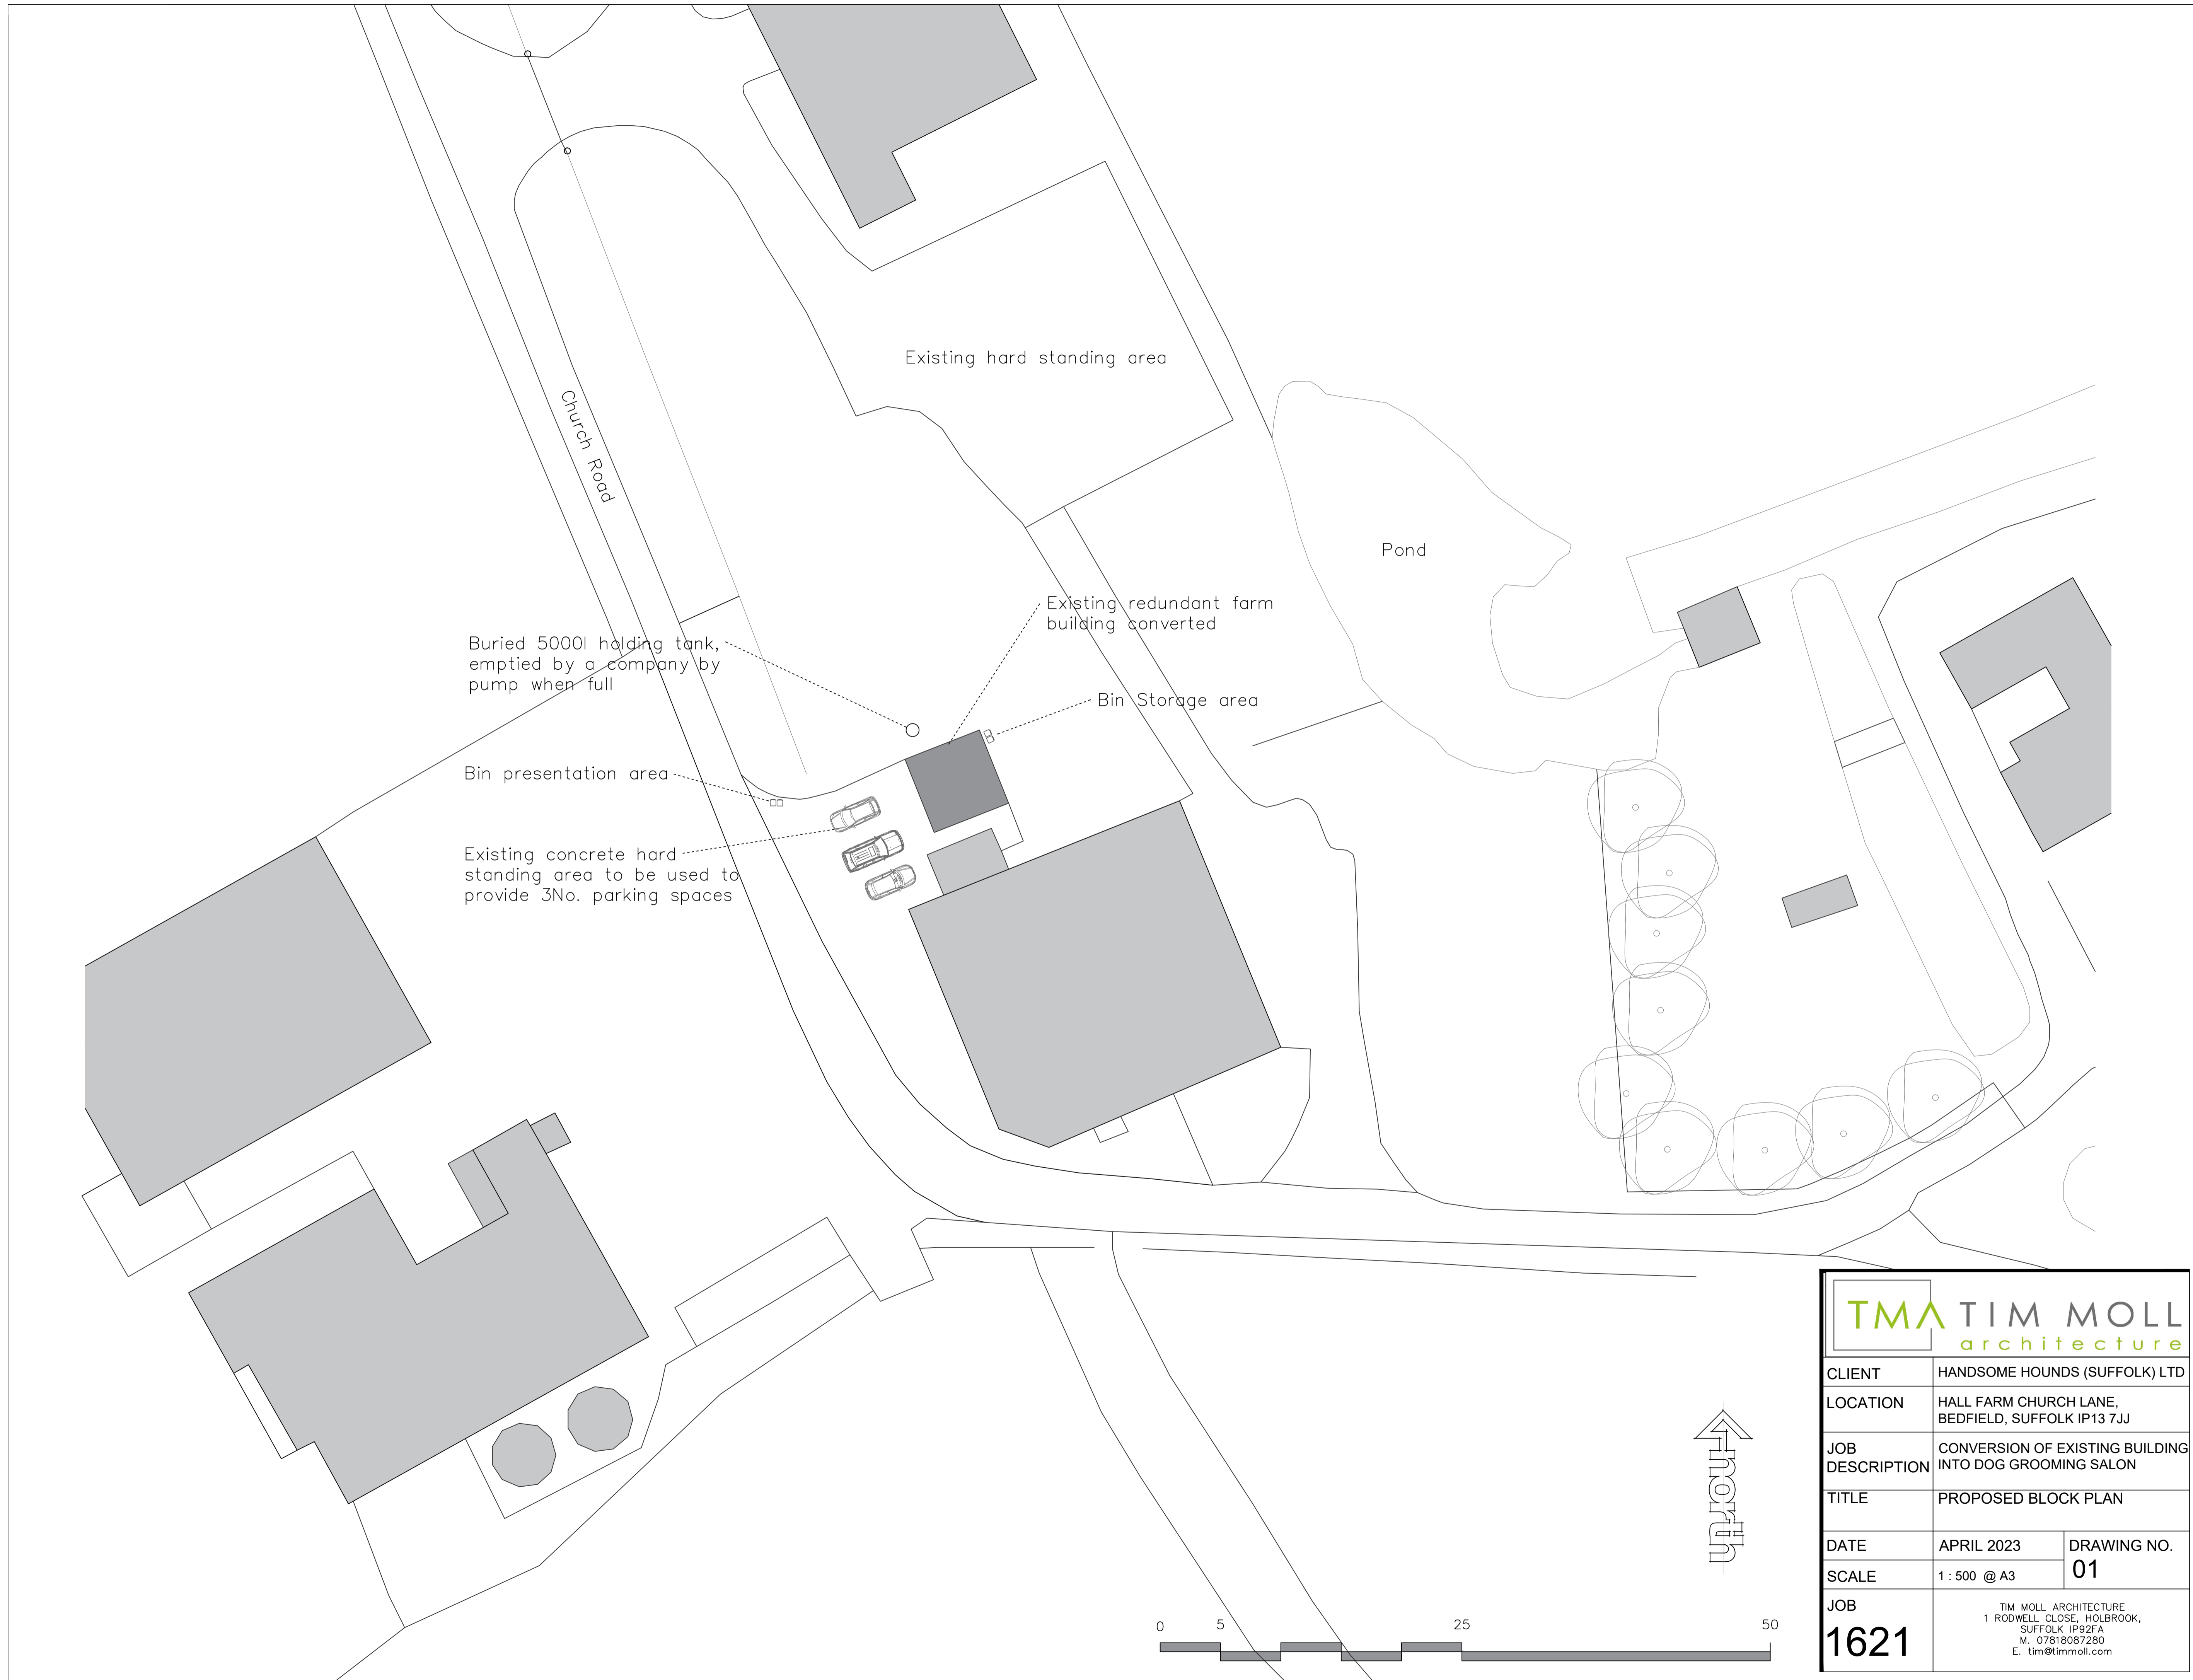 Existing hard standing area
Church Road
Pond
Existing redundant farm
building converted
Buried 5000l holding tank,
emptied by a company by
pump when full
Bin Storage area
Bin presentation area
Existing concrete hard
standing area to be used to
provide 3No. parking spaces
north
0 5 25 50
TMA TIM MOLL
architecture
CLIENT HANDSOME HOUNDS (SUFFOLK) LTD
LOCATION HALL FARM CHURCH LANE,
BEDFIELD, SUFFOLK IP13 7JJ
JOB DESCRIPTION CONVERSION OF EXISTING BUILDING
INTO DOG GROOMING SALON
TITLE PROPOSED BLOCK PLAN
DATE APRIL 2023 DRAWING NO.
01
SCALE 1 : 500 @ A3
JOB
1621
TIM MOLL ARCHITECTURE
1 RODWELL CLOSE, HOLBROOK,
SUFFOLK IP92FA
M. 07818087280
E. tim@timmoll.com